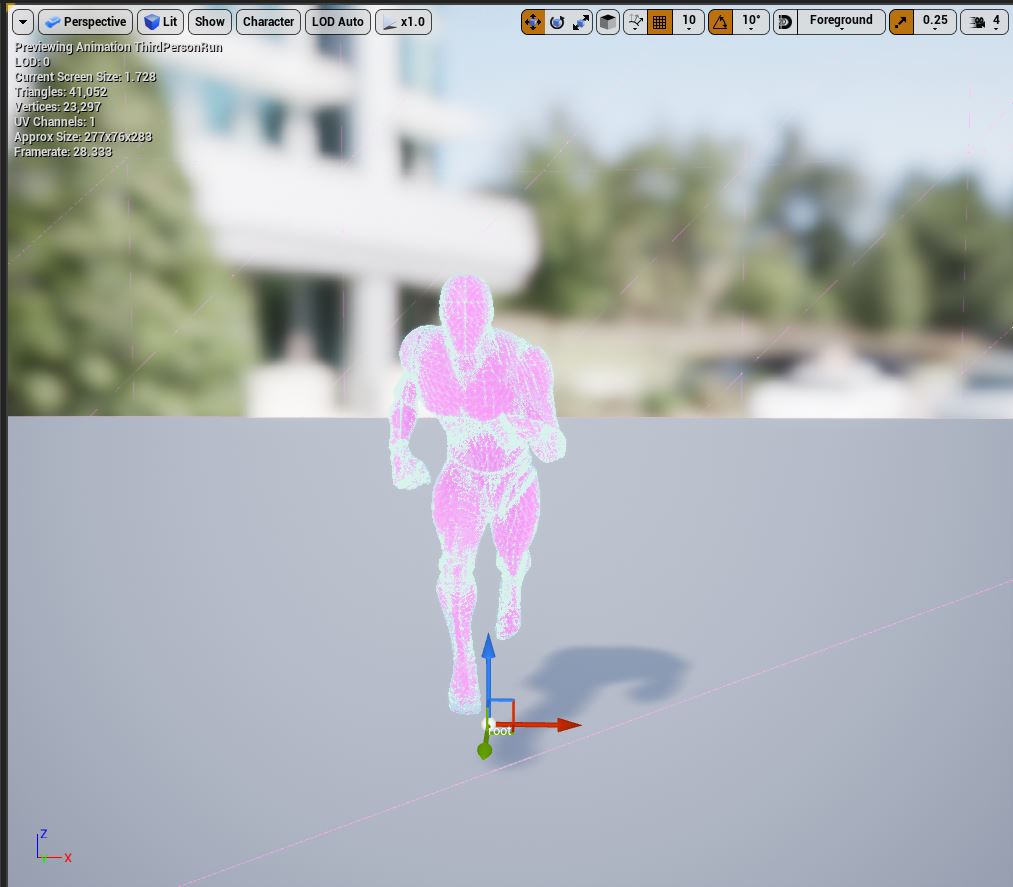 Perspective
Lit
Show
Character
LOD Auto
x1.0
10
10°
Foreground
0.25
4
Previewing Animation ThirdPersonRun
LOD: 0
Current Screen Size: 1.728
Triangles: 41,052
Vertices: 23,297
UV Channels: 1
Approx Size: 277x76x283
Framerate: 28.333
root
Z
Y
X